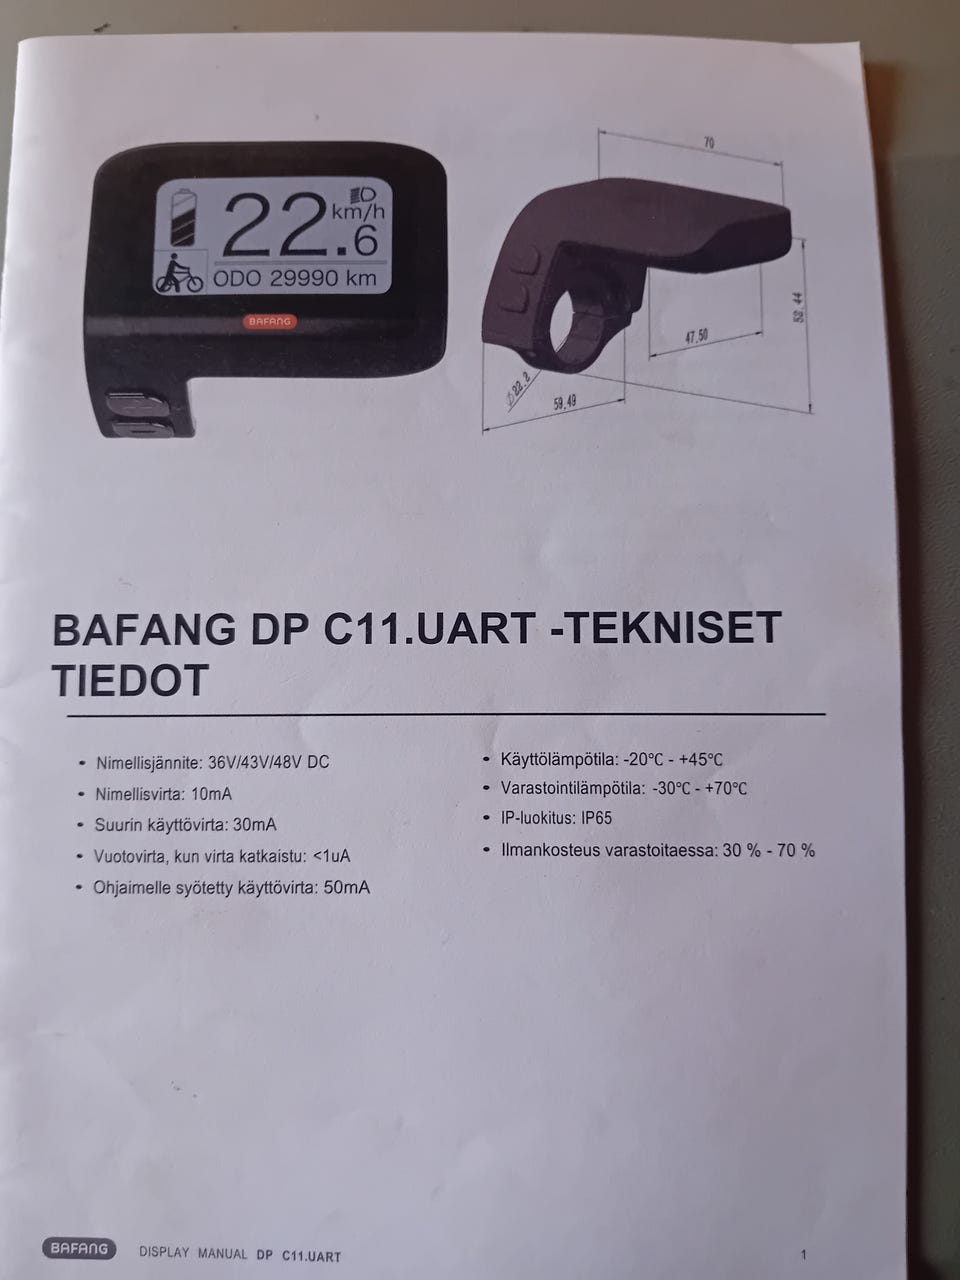 22.6
km/h
ODO 29990 km
BAFANG
70
47.50
Ø22.2
59.49
BAFANG DP C11.UART -TEKNISET
TIEDOT
• Nimellisjännite: 36V/43V/48V DC
• Nimellisvirta: 10mA
• Suurin käyttövirta: 30mA
• Vuotovirta, kun virta katkaistu: <1uA
• Ohjaimelle syötetty käyttövirta: 50mA
• Käyttölämpötila: -20℃ - +45℃
• Varastointilämpötila: -30℃ - +70℃
• IP-luokitus: IP65
• Ilmankosteus varastoitaessa: 30 % - 70 %
BAFANG DISPLAY MANUAL DP C11.UART 1